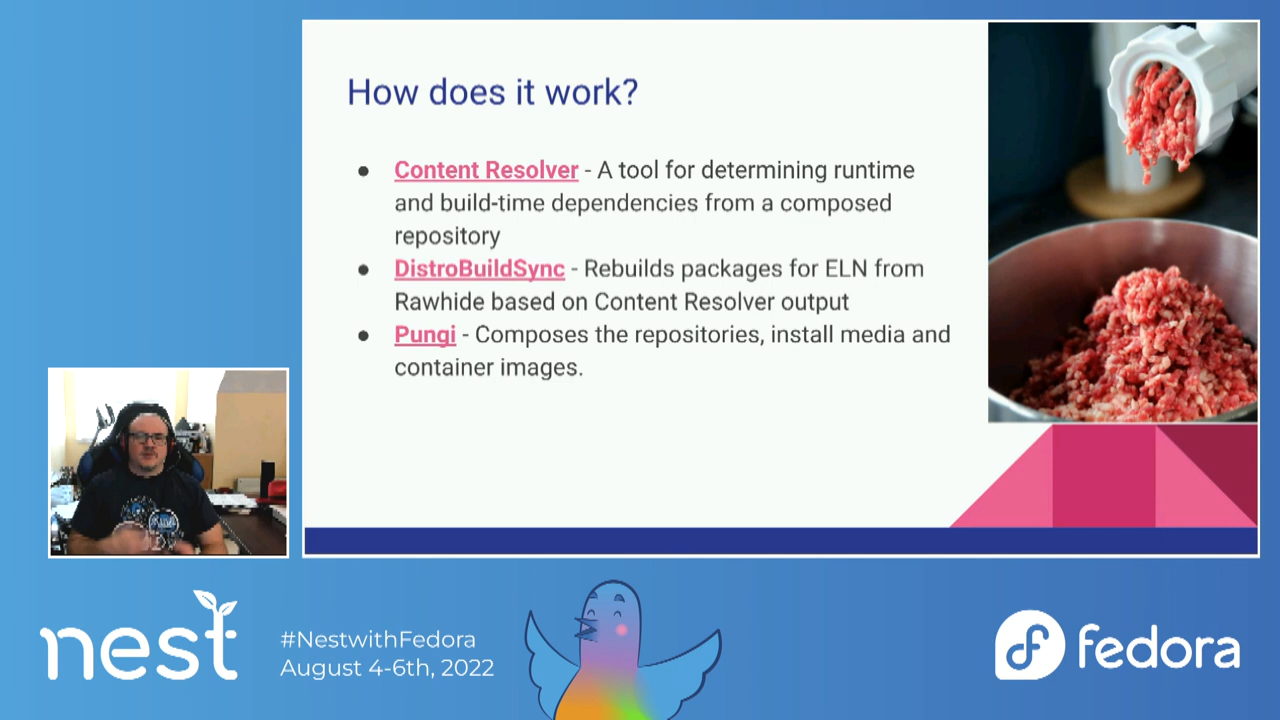 How does it work?
● Content Resolver - A tool for determining runtime
and build-time dependencies from a composed
repository
● DistroBuildSync - Rebuilds packages for ELN from
Rawhide based on Content Resolver output
● Pungi - Composes the repositories, install media and
container images.
nest
#NestwithFedora
August 4-6th, 2022
fedora